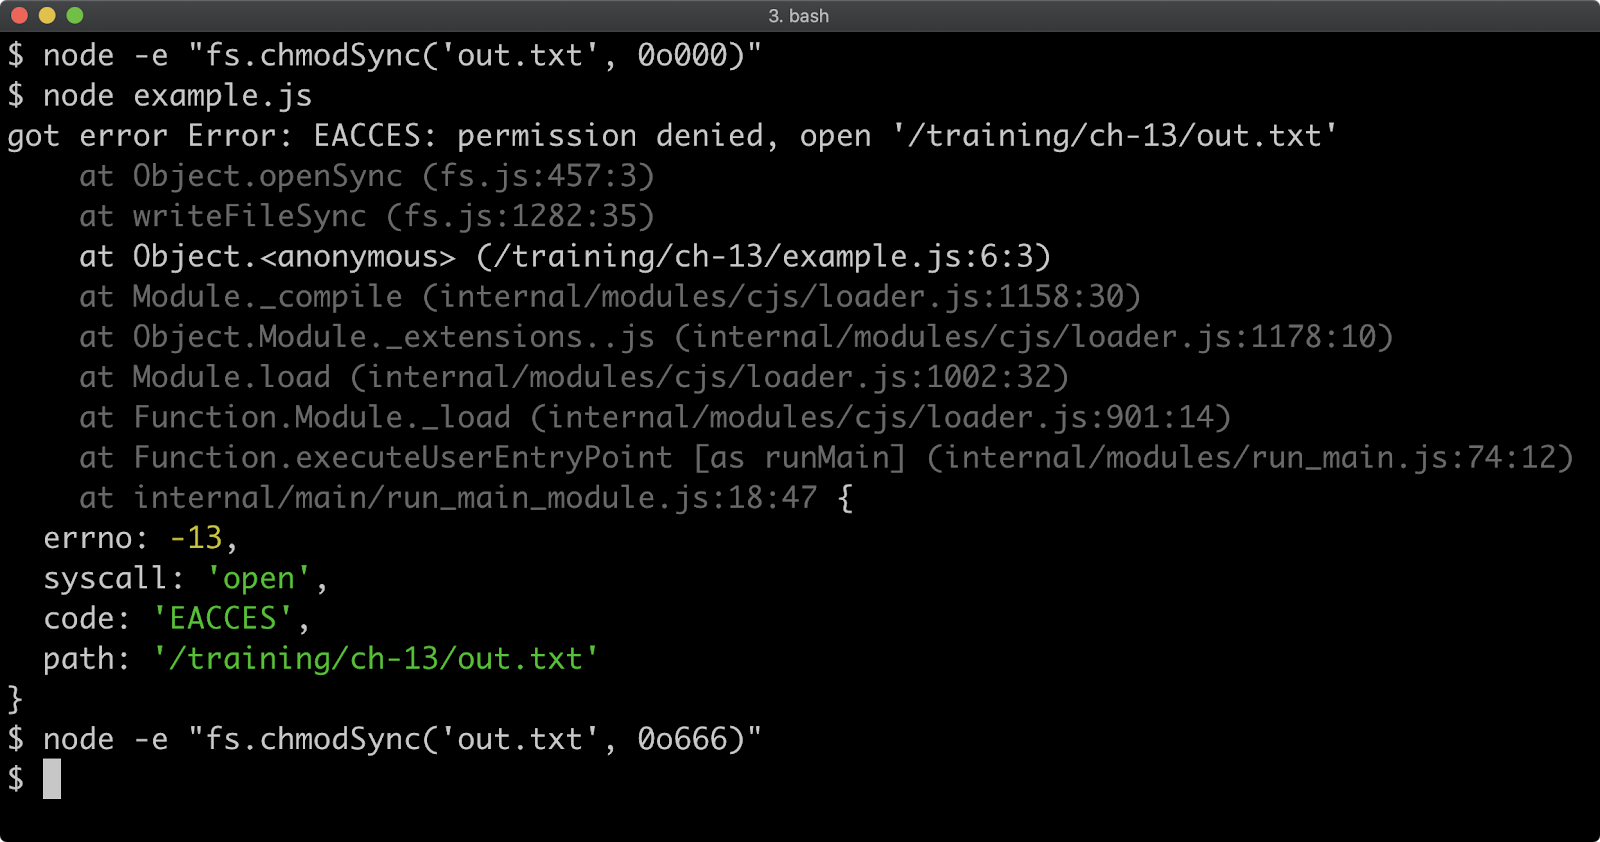 3. bash
$ node -e "fs.chmodSync('out.txt', 0o000)"
$ node example.js
got error Error: EACCES: permission denied, open '/training/ch-13/out.txt'
    at Object.openSync (fs.js:457:3)
    at writeFileSync (fs.js:1282:35)
    at Object.<anonymous> (/training/ch-13/example.js:6:3)
    at Module._compile (internal/modules/cjs/loader.js:1158:30)
    at Object.Module._extensions..js (internal/modules/cjs/loader.js:1178:10)
    at Module.load (internal/modules/cjs/loader.js:1002:32)
    at Function.Module._load (internal/modules/cjs/loader.js:901:14)
    at Function.executeUserEntryPoint [as runMain] (internal/modules/run_main.js:74:12)
    at internal/main/run_main_module.js:18:47 {
  errno: -13,
  syscall: 'open',
  code: 'EACCES',
  path: '/training/ch-13/out.txt'
}
$ node -e "fs.chmodSync('out.txt', 0o666)"
$